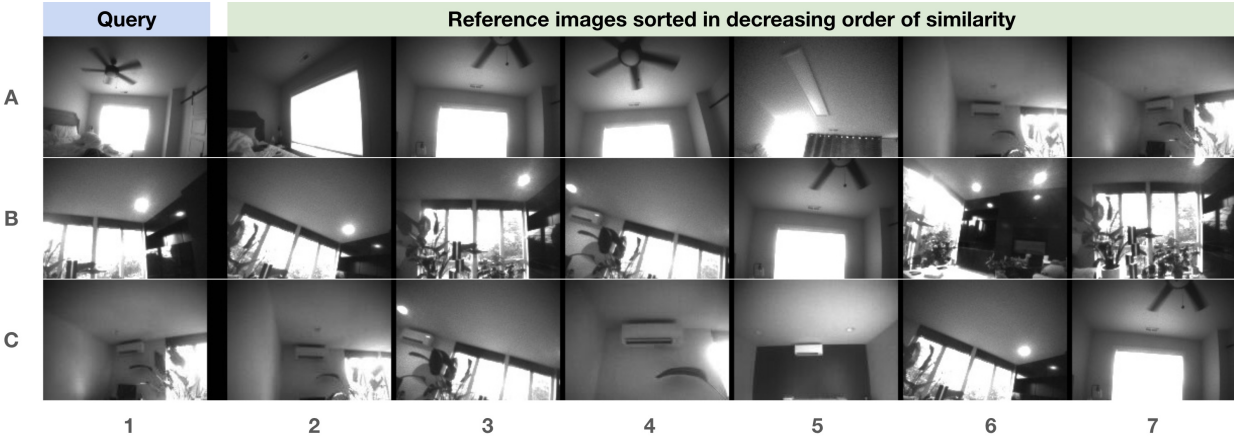 Query
Reference images sorted in decreasing order of similarity
A
B
C
1 2 3 4 5 6 7